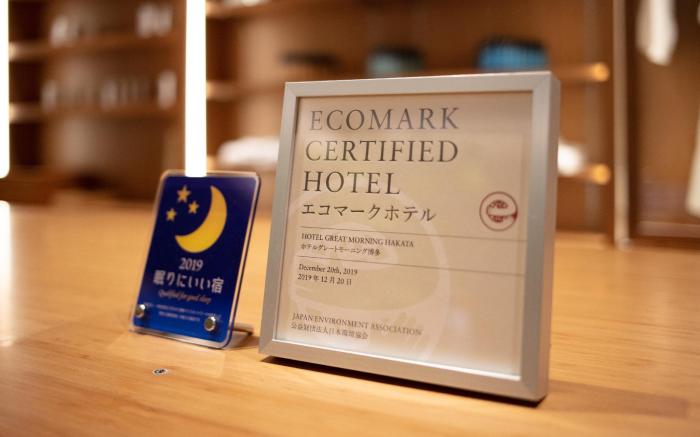 2019
眠りにいい宿
Qualified for good sleep
ECOMARK
CERTIFIED
HOTEL
エコマークホテル
HOTEL GREAT MORNING HAKATA
ホテルグレートモーニング博多
December 20th, 2019
2019年12月20日
JAPAN ENVIRONMENT ASSOCIATION
公益財団法人日本環境協会